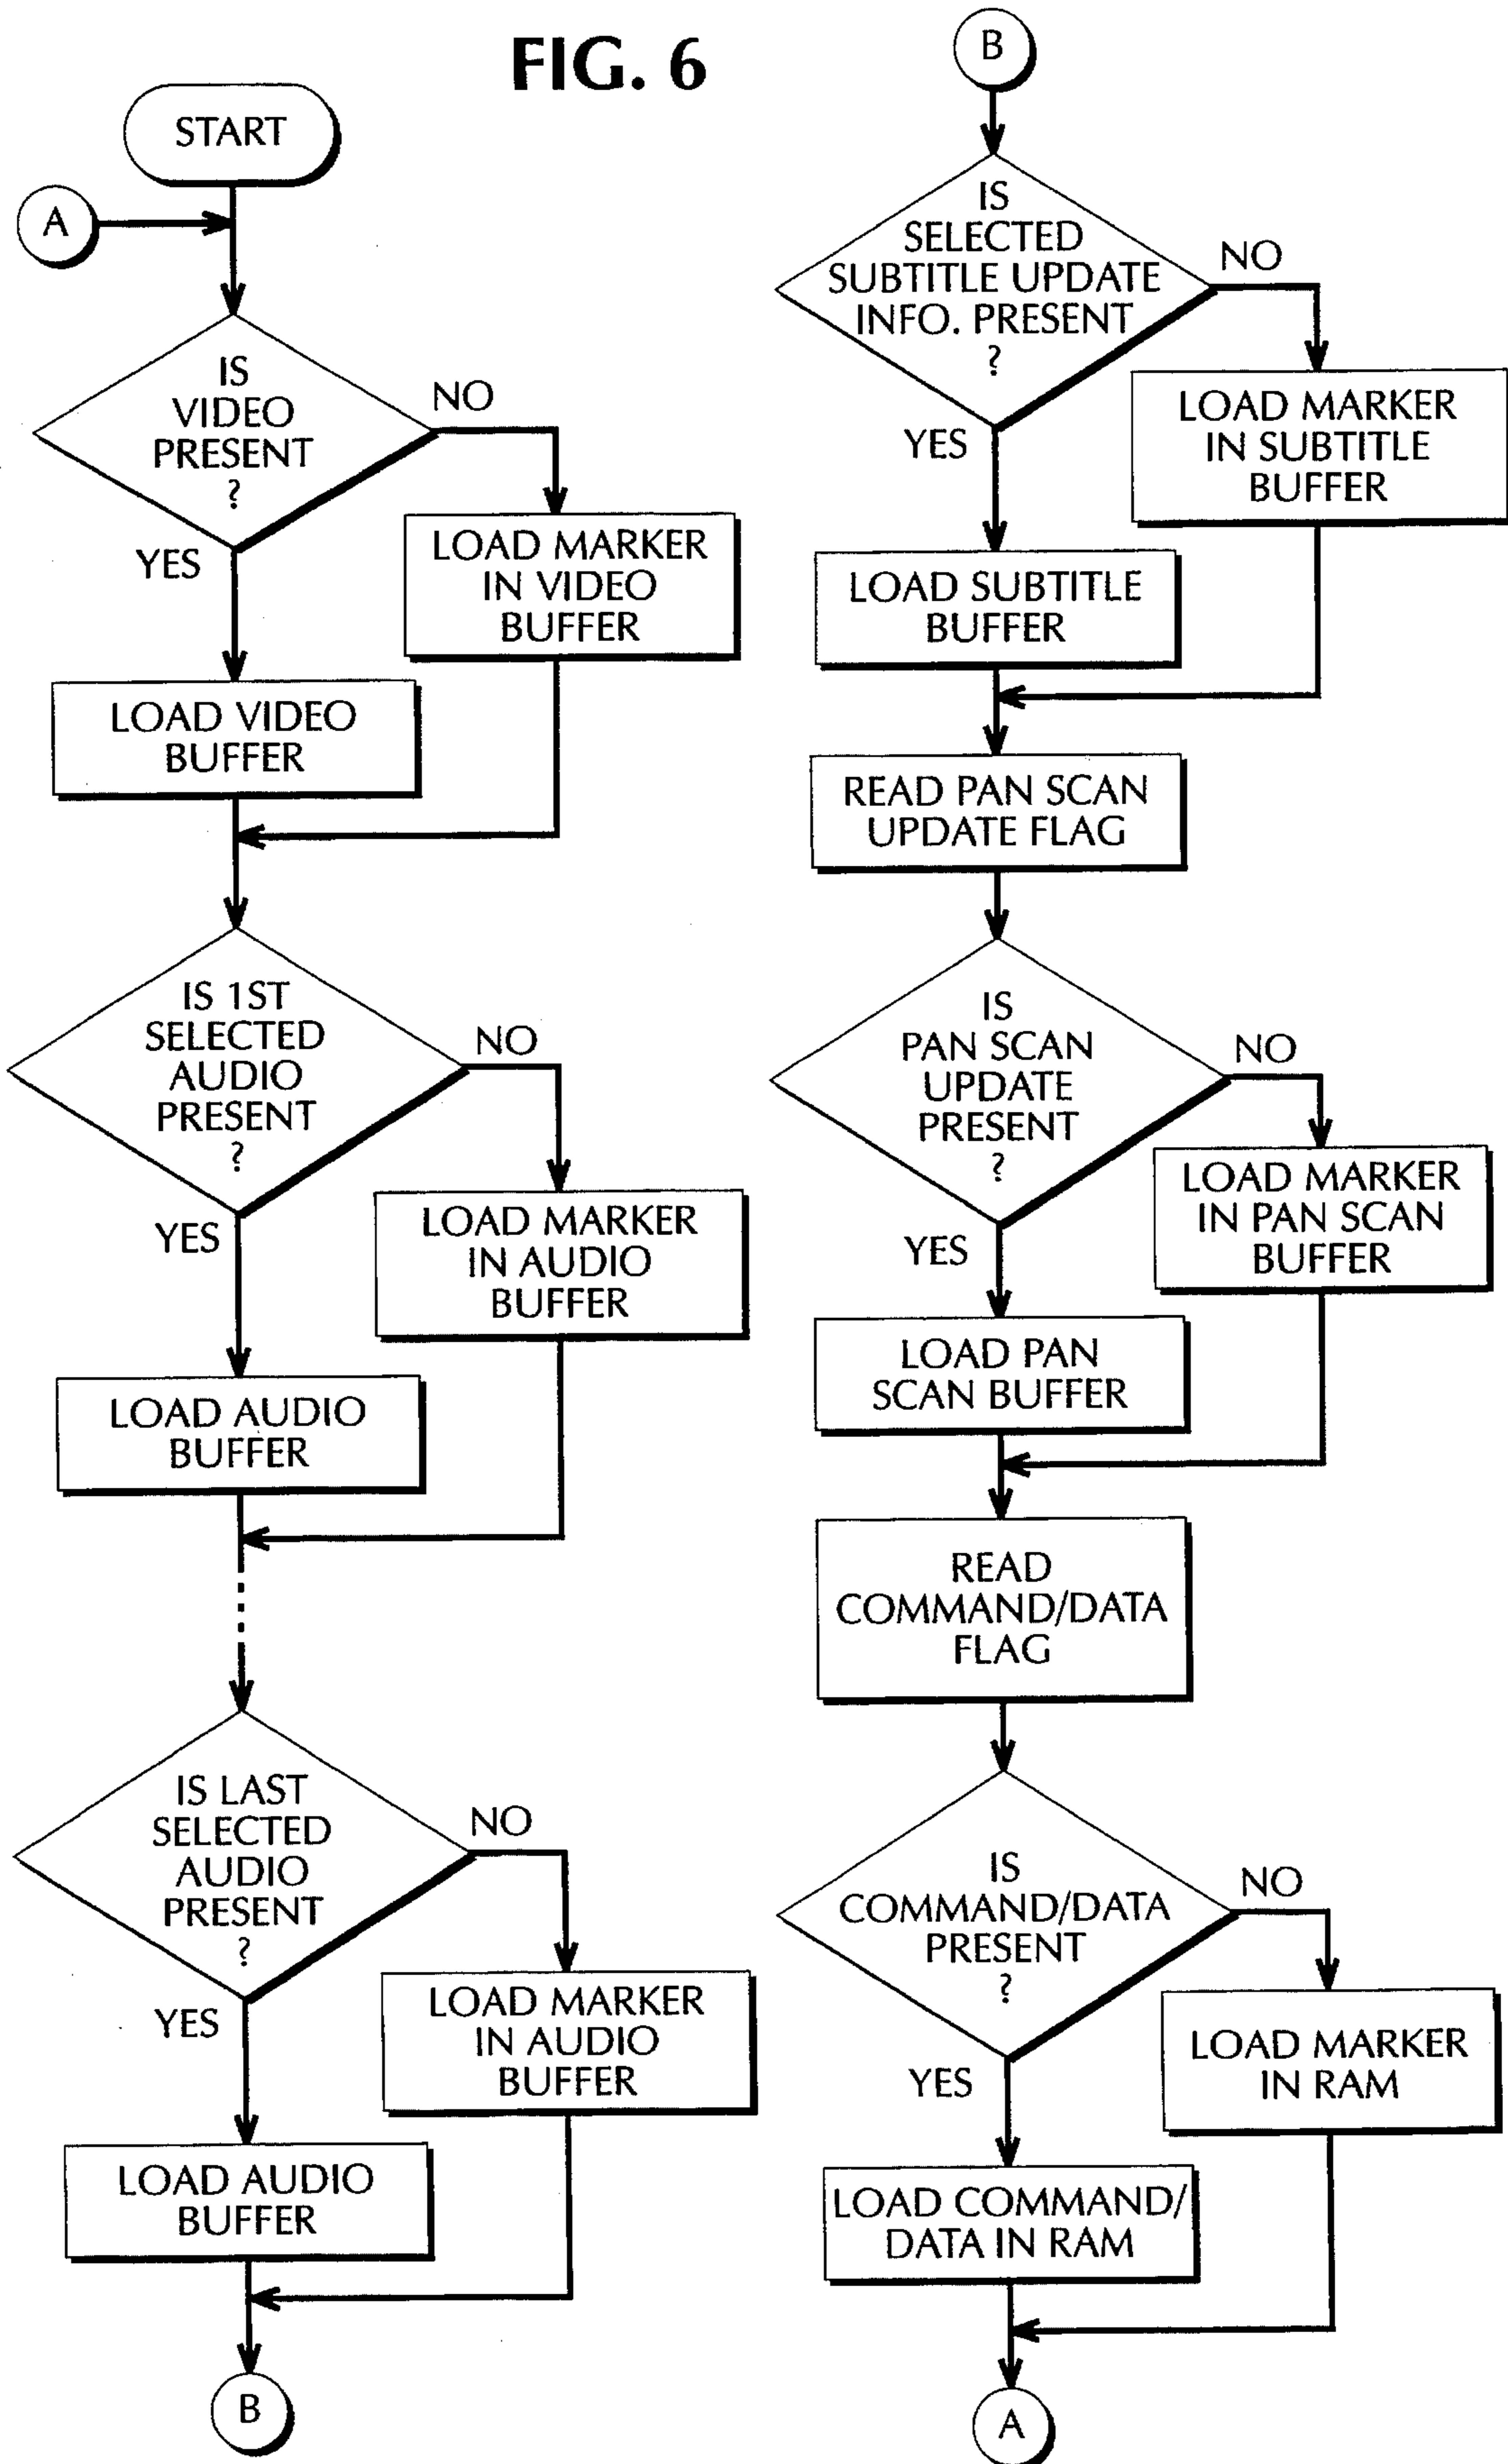 FIG. 6
START
A
IS
VIDEO
PRESENT
?
NO
YES
LOAD MARKER
IN VIDEO
BUFFER
LOAD VIDEO
BUFFER
IS 1ST
SELECTED
AUDIO
PRESENT
?
NO
YES
LOAD MARKER
IN AUDIO
BUFFER
LOAD AUDIO
BUFFER
IS LAST
SELECTED
AUDIO
PRESENT
?
NO
YES
LOAD MARKER
IN AUDIO
BUFFER
LOAD AUDIO
BUFFER
B
B
IS
SELECTED
SUBTITLE UPDATE
INFO. PRESENT
?
NO
YES
LOAD MARKER
IN SUBTITLE
BUFFER
LOAD SUBTITLE
BUFFER
READ PAN SCAN
UPDATE FLAG
IS
PAN SCAN
UPDATE
PRESENT
?
NO
YES
LOAD MARKER
IN PAN SCAN
BUFFER
LOAD PAN
SCAN BUFFER
READ
COMMAND/DATA
FLAG
IS
COMMAND/DATA
PRESENT
?
NO
YES
LOAD MARKER
IN RAM
LOAD COMMAND/
DATA IN RAM
A